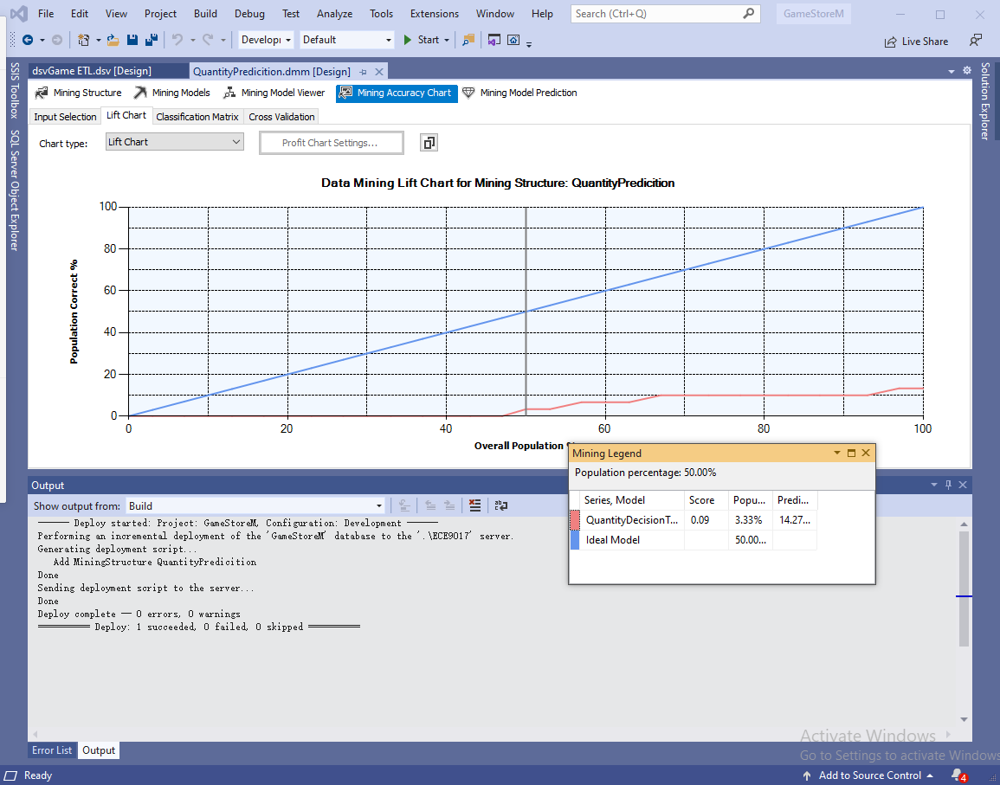 File Edit View Project Build Debug Test Analyze Tools Extensions Window Help Search (Ctrl+Q) GameStoreM
Developi Default Start Live Share
SSIS Toolbox
SQL Server Object Explorer
dsvGame ETL.dsv [Design] QuantityPredicition.dmm [Design]
Solution Explorer
Mining Structure Mining Models Mining Model Viewer Mining Accuracy Chart Mining Model Prediction
Input Selection Lift Chart Classification Matrix Cross Validation
Chart type: Lift Chart Profit Chart Settings...
Data Mining Lift Chart for Mining Structure: QuantityPredicition
Population Correct %
100
80
60
40
20
0
0 20 40 60 80 100
Overall Population %
Mining Legend
Population percentage: 50.00%
Series, Model Score Popu... Predi...
QuantityDecisionT... 0.09 3.33% 14.27...
Ideal Model 50.00...
Output
Show output from: Build
------ Deploy started: Project: GameStoreM, Configuration: Development ------
Performing an incremental deployment of the 'GameStoreM' database to the '.\ECE9017' server.
Generating deployment script...
Add MiningStructure QuantityPredicition
Done
Sending deployment script to the server...
Done
Deploy complete -- 0 errors, 0 warnings
========== Deploy: 1 succeeded, 0 failed, 0 skipped ==========
Activate Windows
Go to Settings to activate Windows
Error List Output
Ready Add to Source Control 4